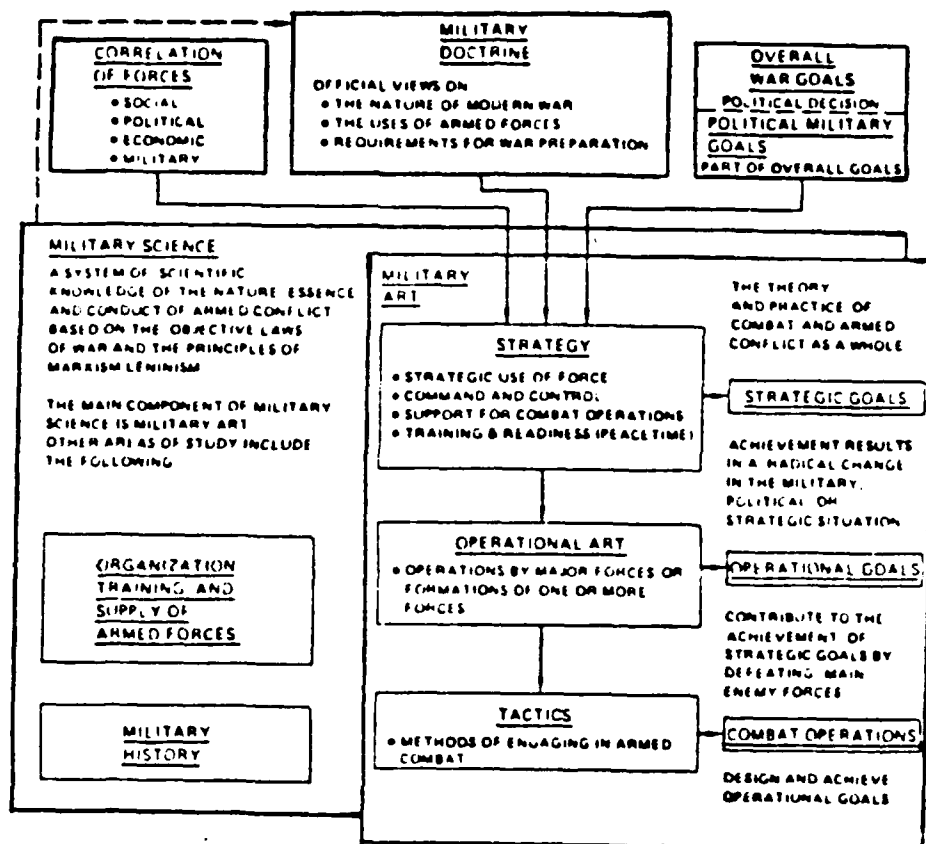 CORRELATION
OF FORCES
• SOCIAL
• POLITICAL
• ECONOMIC
• MILITARY
MILITARY
DOCTRINE
OFFICIAL VIEWS ON
• THE NATURE OF MODERN WAR
• THE USES OF ARMED FORCES
• REQUIREMENTS FOR WAR PREPARATION
OVERALL
WAR GOALS
POLITICAL DECISION
POLITICAL MILITARY
GOALS
PART OF OVERALL GOALS
MILITARY SCIENCE
A SYSTEM OF SCIENTIFIC
KNOWLEDGE OF THE NATURE ESSENCE
AND CONDUCT OF ARMED CONFLICT
BASED ON THE OBJECTIVE LAWS
OF WAR AND THE PRINCIPLES OF
MARXISM LENINISM
THE MAIN COMPONENT OF MILITARY
SCIENCE IS MILITARY ART
OTHER AREAS OF STUDY INCLUDE
THE FOLLOWING
ORGANIZATION
TRAINING AND
SUPPLY OF
ARMED FORCES
MILITARY
HISTORY
MILITARY
ART
STRATEGY
• STRATEGIC USE OF FORCE
• COMMAND AND CONTROL
• SUPPORT FOR COMBAT OPERATIONS
• TRAINING & READINESS (PEACETIME)
OPERATIONAL ART
• OPERATIONS BY MAJOR FORCES OR
FORMATIONS OF ONE OR MORE
FORCES
TACTICS
• METHODS OF ENGAGING IN ARMED
COMBAT
THE THEORY
AND PRACTICE OF
COMBAT AND ARMED
CONFLICT AS A WHOLE
STRATEGIC GOALS
ACHIEVEMENT RESULTS
IN A RADICAL CHANGE
IN THE MILITARY,
POLITICAL OR
STRATEGIC SITUATION
OPERATIONAL GOALS
CONTRIBUTE TO THE
ACHIEVEMENT OF
STRATEGIC GOALS BY
DEFEATING MAIN
ENEMY FORCES
COMBAT OPERATIONS
DESIGN AND ACHIEVE
OPERATIONAL GOALS